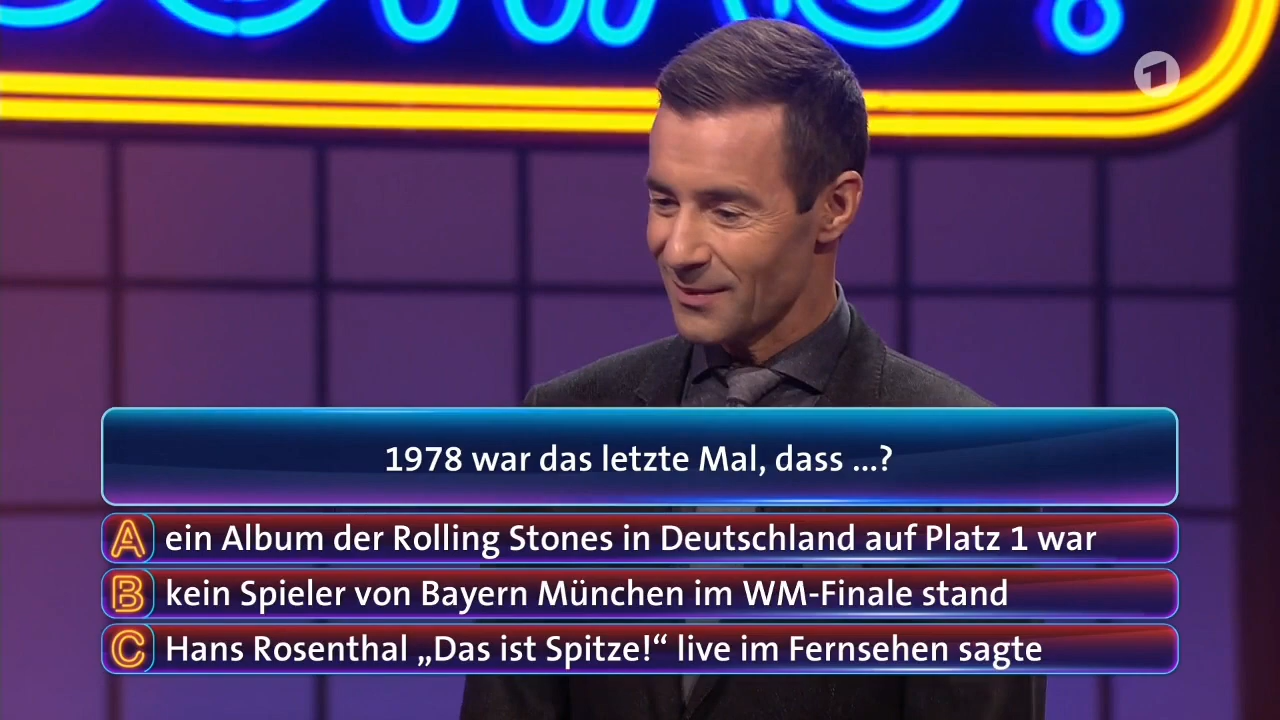 1
1978 war das letzte Mal, dass ...?
A ein Album der Rolling Stones in Deutschland auf Platz 1 war
B kein Spieler von Bayern München im WM-Finale stand
C Hans Rosenthal „Das ist Spitze!“ live im Fernsehen sagte